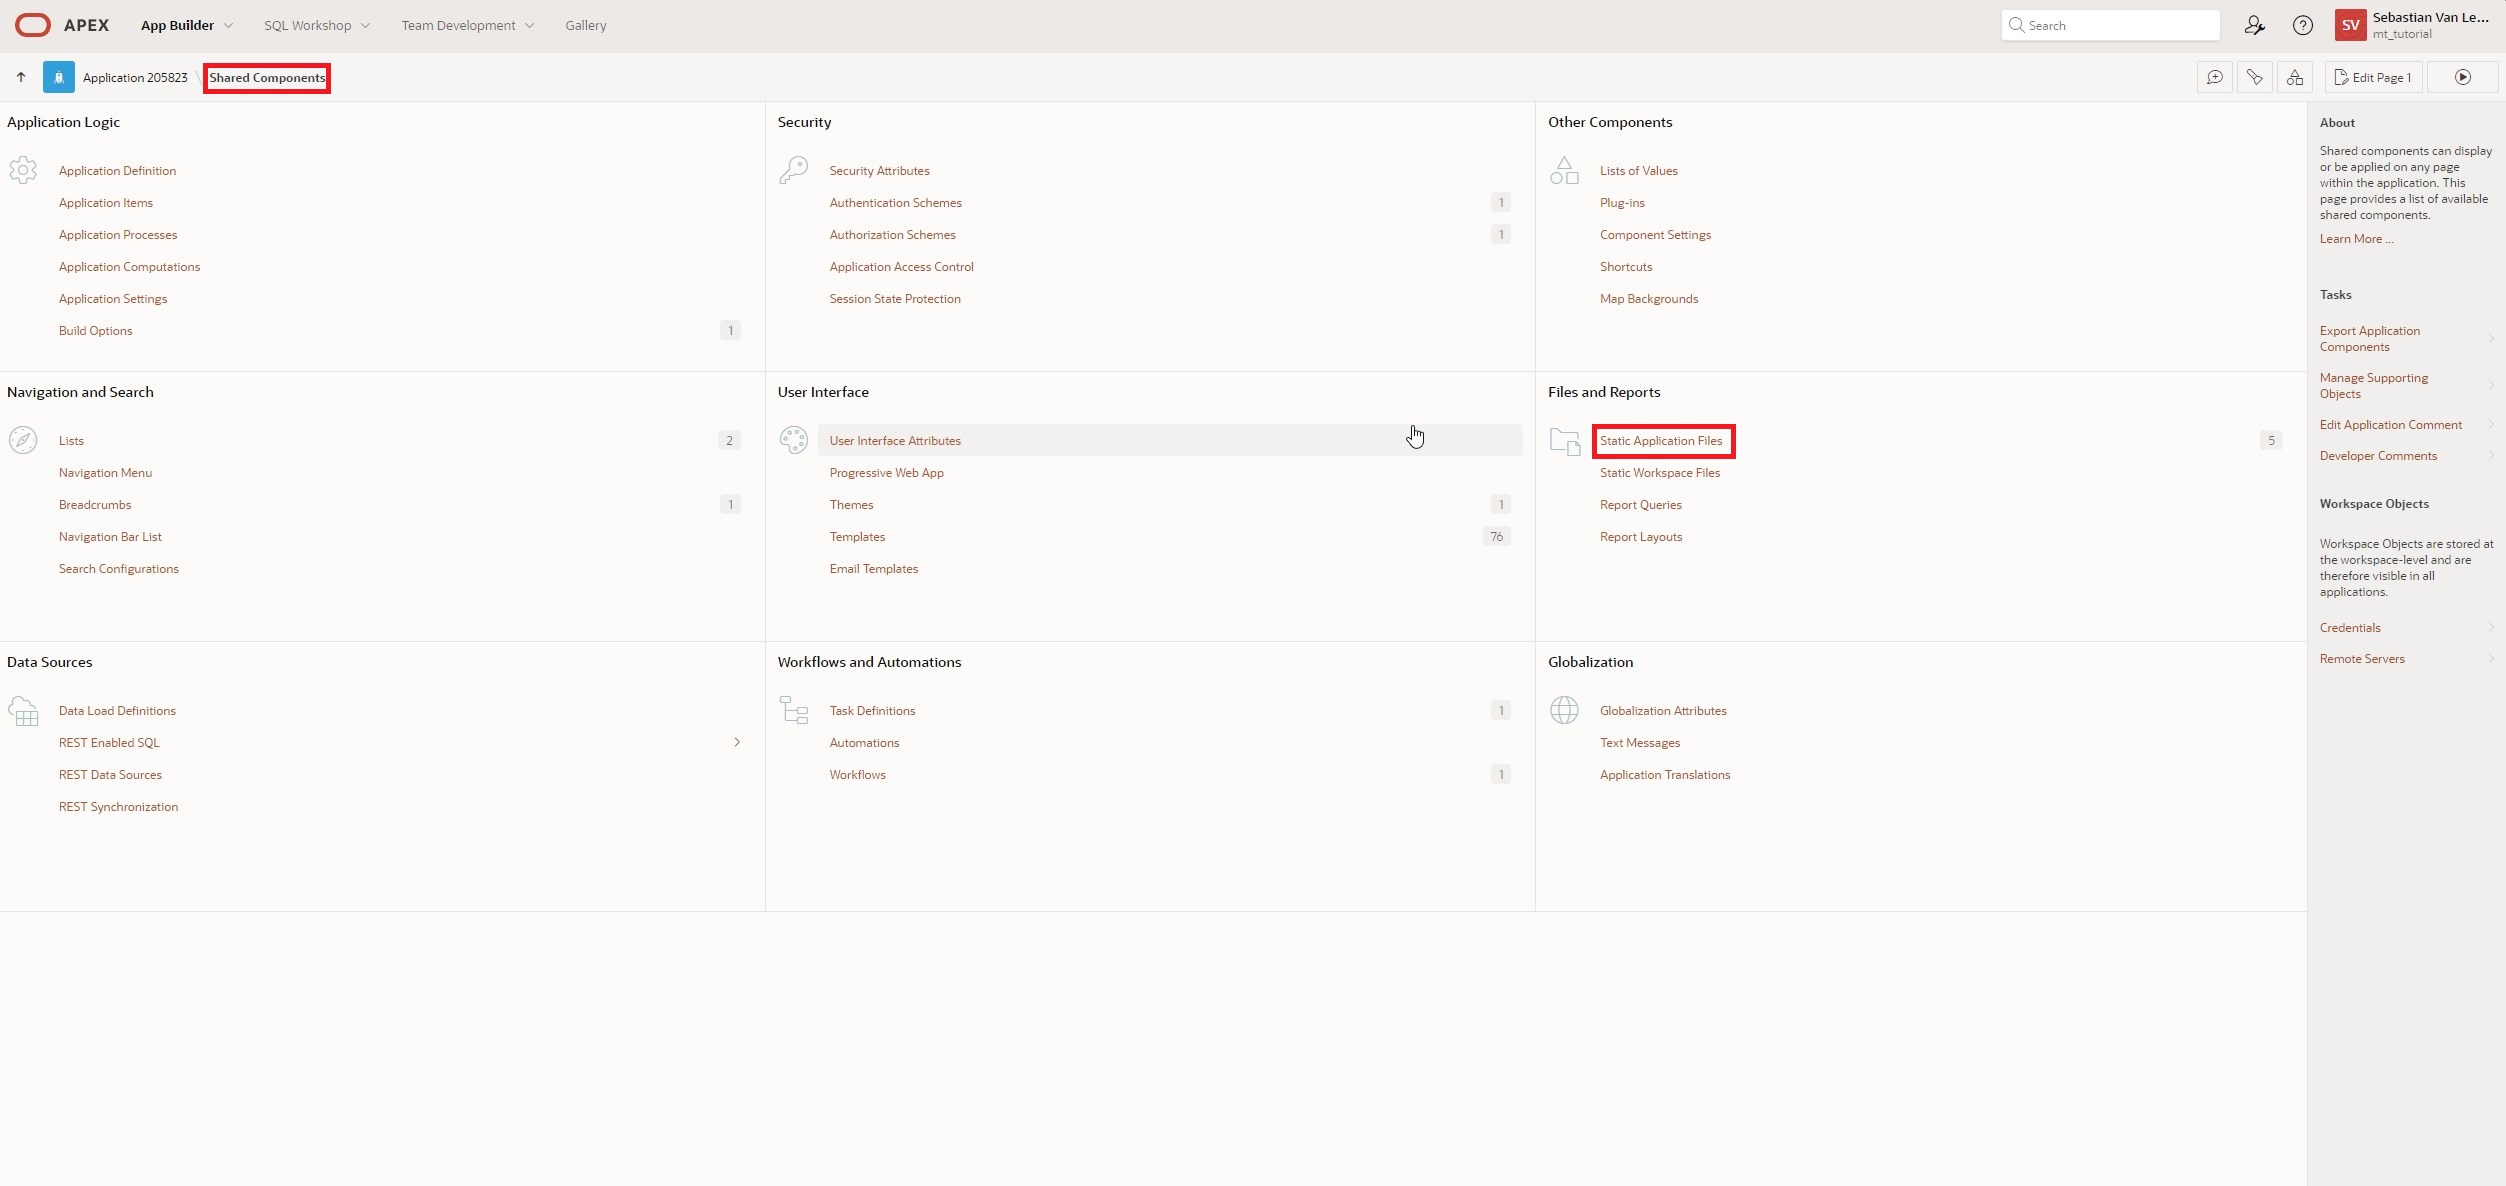 APEX App Builder SQL Workshop Team Development Gallery Search SV Sebastian Van Le...
mt_tutorial
Application 205823 \ Shared Components Edit Page 1
Application Logic
Application Definition
Application Items
Application Processes
Application Computations
Application Settings
Build Options 1
Security
Security Attributes
Authentication Schemes 1
Authorization Schemes 1
Application Access Control
Session State Protection
Other Components
Lists of Values
Plug-ins
Component Settings
Shortcuts
Map Backgrounds
Navigation and Search
Lists 2
Navigation Menu
Breadcrumbs 1
Navigation Bar List
Search Configurations
User Interface
User Interface Attributes
Progressive Web App
Themes 1
Templates 76
Email Templates
Files and Reports
Static Application Files 5
Static Workspace Files
Report Queries
Report Layouts
Data Sources
Data Load Definitions
REST Enabled SQL
REST Data Sources
REST Synchronization
Workflows and Automations
Task Definitions 1
Automations
Workflows 1
Globalization
Globalization Attributes
Text Messages
Application Translations
About
Shared components can display
or be applied on any page
within the application. This
page provides a list of available
shared components.
Learn More ...
Tasks
Export Application
Components
Manage Supporting
Objects
Edit Application Comment
Developer Comments
Workspace Objects
Workspace Objects are stored at
the workspace-level and are
therefore visible in all
applications.
Credentials
Remote Servers